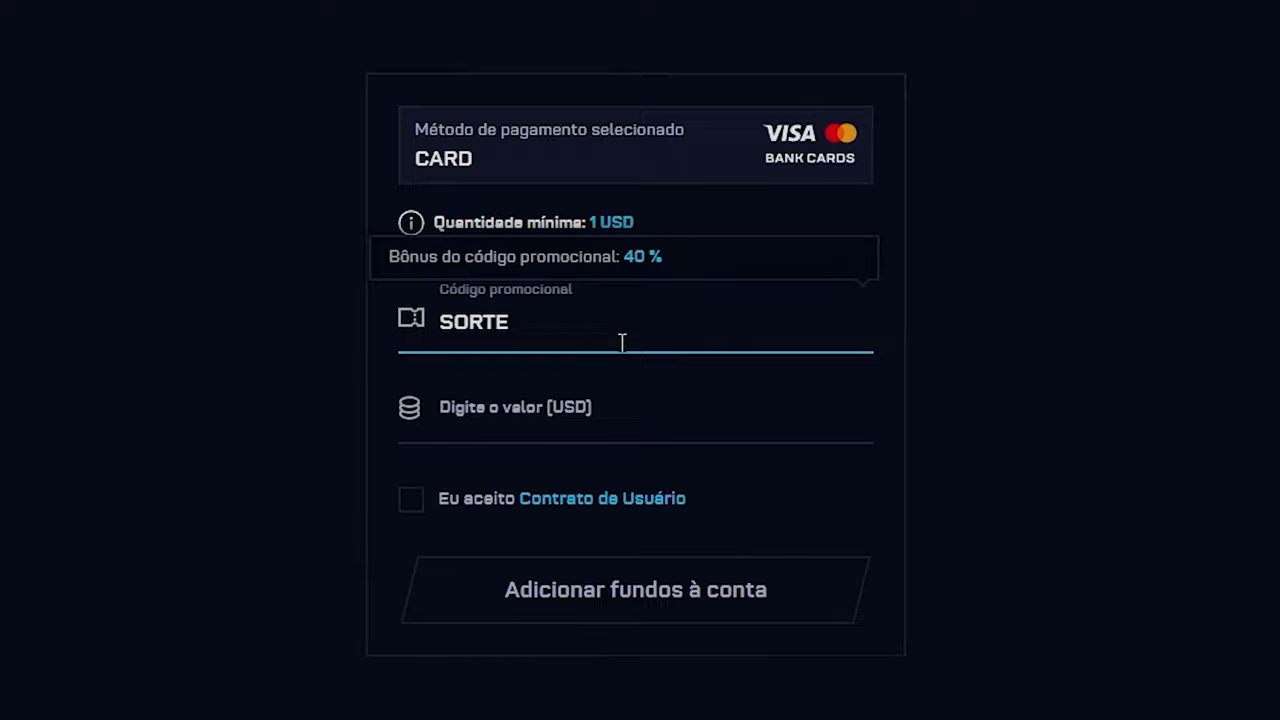 Método de pagamento selecionado
CARD
VISA
BANK CARDS
Quantidade mínima: 1 USD
Bônus do código promocional: 40 %
Código promocional
SORTE
Digite o valor (USD)
Eu aceito Contrato de Usuário
Adicionar fundos à conta